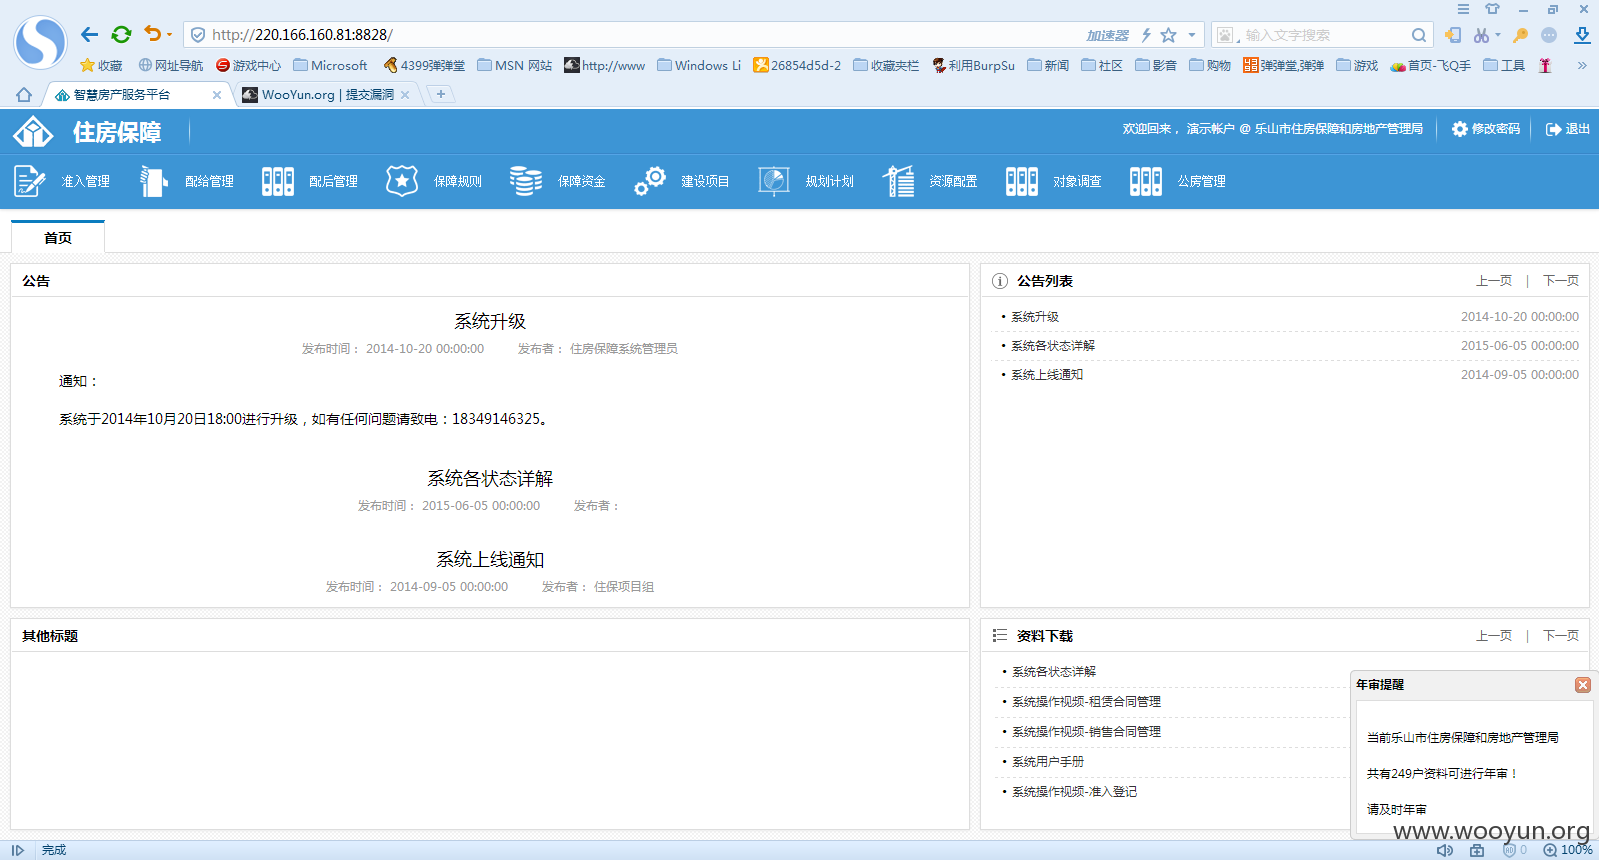 http://220.166.160.81:8828/
加速器
输入文字搜索
收藏
网址导航
游戏中心
Microsoft
4399弹弹堂
MSN 网站
http://www
Windows Li
26854d5d-2
收藏夹栏
利用BurpSu
新闻
社区
影音
购物
弹弹堂,弹弹
游戏
首页-飞Q手
工具
智慧房产服务平台
WooYun.org | 提交漏洞
住房保障
欢迎回来， 演示帐户 @ 乐山市住房保障和房地产管理局
修改密码
退出
准入管理
配给管理
配后管理
保障规则
保障资金
建设项目
规划计划
资源配置
对象调查
公房管理
首页
公告
系统升级
发布时间： 2014-10-20 00:00:00 发布者： 住房保障系统管理员
通知：
系统于2014年10月20日18:00进行升级，如有任何问题请致电：18349146325。
系统各状态详解
发布时间： 2015-06-05 00:00:00 发布者：
系统上线通知
发布时间： 2014-09-05 00:00:00 发布者： 住保项目组
公告列表
上一页 | 下一页
• 系统升级 2014-10-20 00:00:00
• 系统各状态详解 2015-06-05 00:00:00
• 系统上线通知 2014-09-05 00:00:00
其他标题
资料下载
上一页 | 下一页
• 系统各状态详解
• 系统操作视频-租赁合同管理
• 系统操作视频-销售合同管理
• 系统用户手册
• 系统操作视频-准入登记
年审提醒
当前乐山市住房保障和房地产管理局
共有249户资料可进行年审！
请及时年审
www.wooyun.org
完成
0
100%